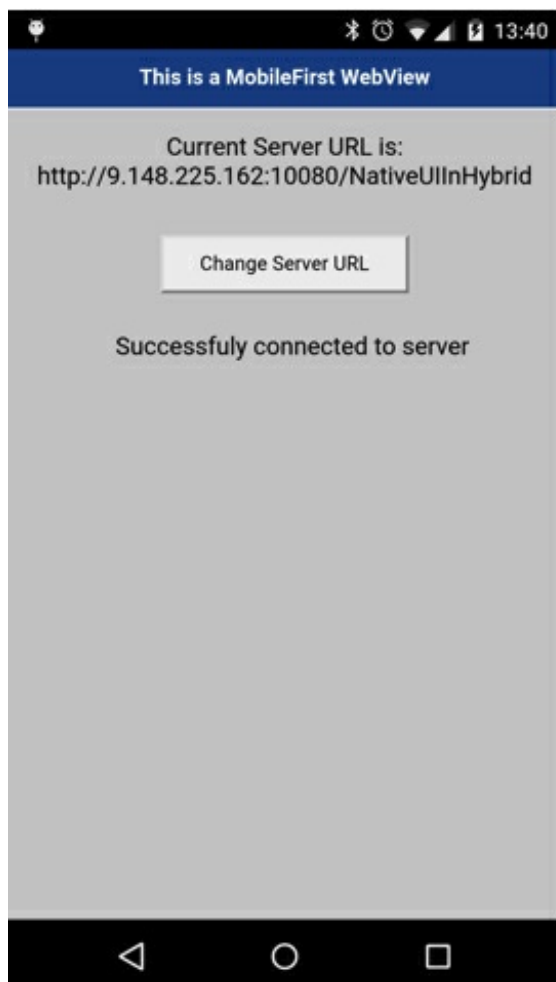 13:40
This is a MobileFirst WebView
Current Server URL is:
http://9.148.225.162:10080/NativeUIInHybrid
Change Server URL
Successfuly connected to server